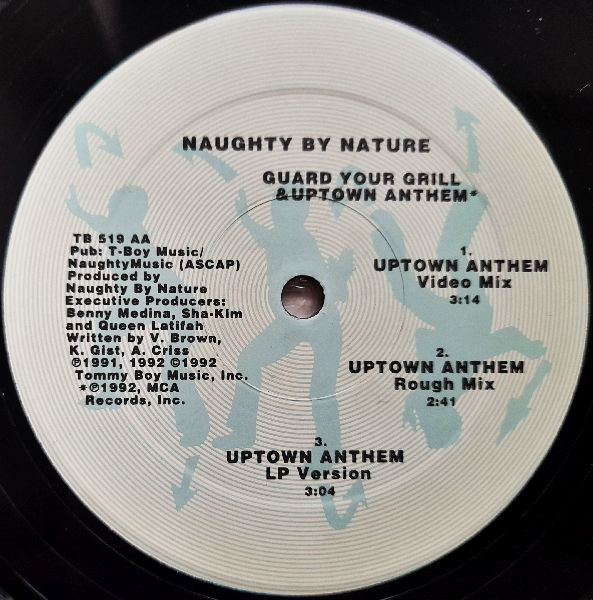 NAUGHTY BY NATURE
GUARD YOUR GRILL
&UPTOWN ANTHEM*
TB 519 AA
Pub: T-Boy Music/
NaughtyMusic (ASCAP)
Produced by
Naughty By Nature
Executive Producers:
Benny Medina, Sha-Kim
and Queen Latifah
Written by V. Brown,
K. Gist, A. Criss
℗1991, 1992 ©1992
Tommy Boy Music, Inc.
*℗1992, MCA
Records, Inc.
1.
UPTOWN ANTHEM
Video Mix
3:14
2.
UPTOWN ANTHEM
Rough Mix
2:41
3.
UPTOWN ANTHEM
LP Version
3:04